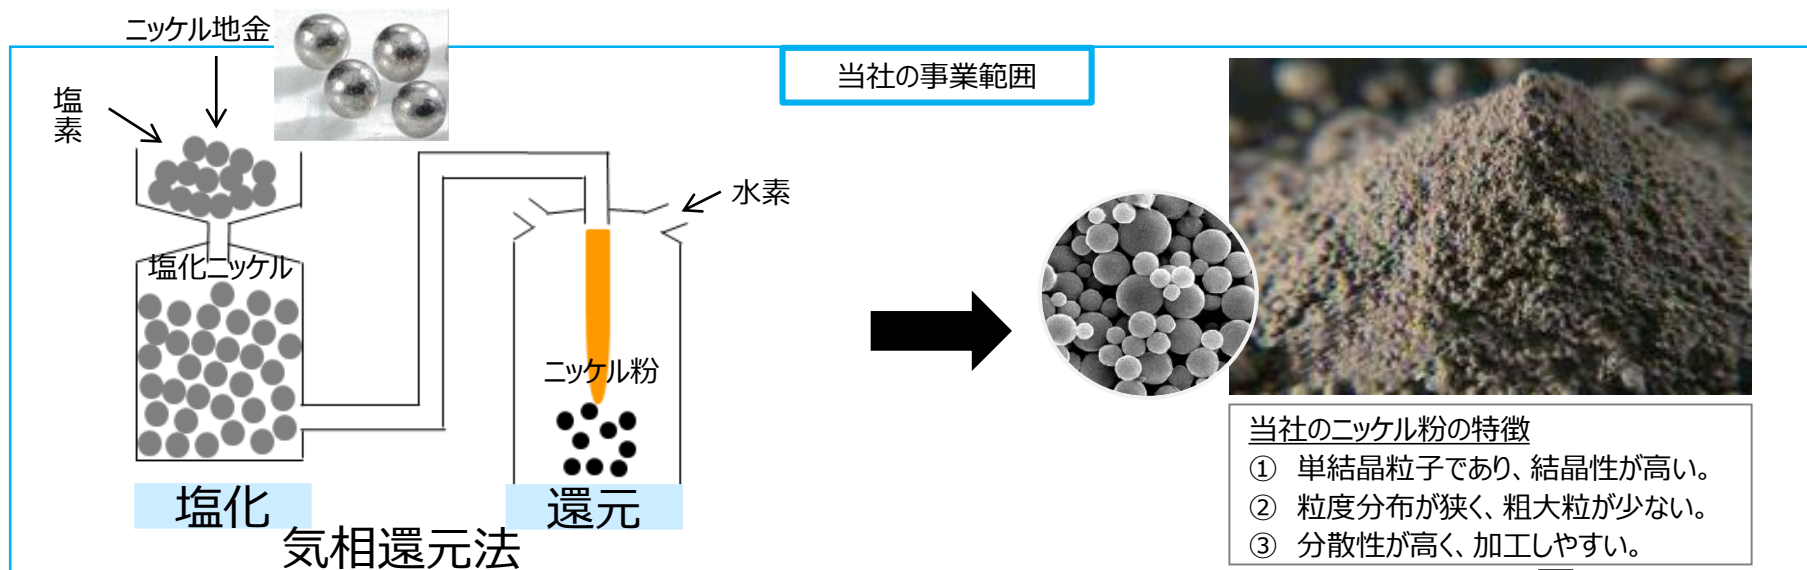 ニッケル地金
当社の事業範囲
塩素
水素
塩化ニッケル
ニッケル粉
塩化
還元
気相還元法
当社のニッケル粉の特徴
① 単結晶粒子であり、結晶性が高い。
② 粒度分布が狭く、粗大粒が少ない。
③ 分散性が高く、加工しやすい。